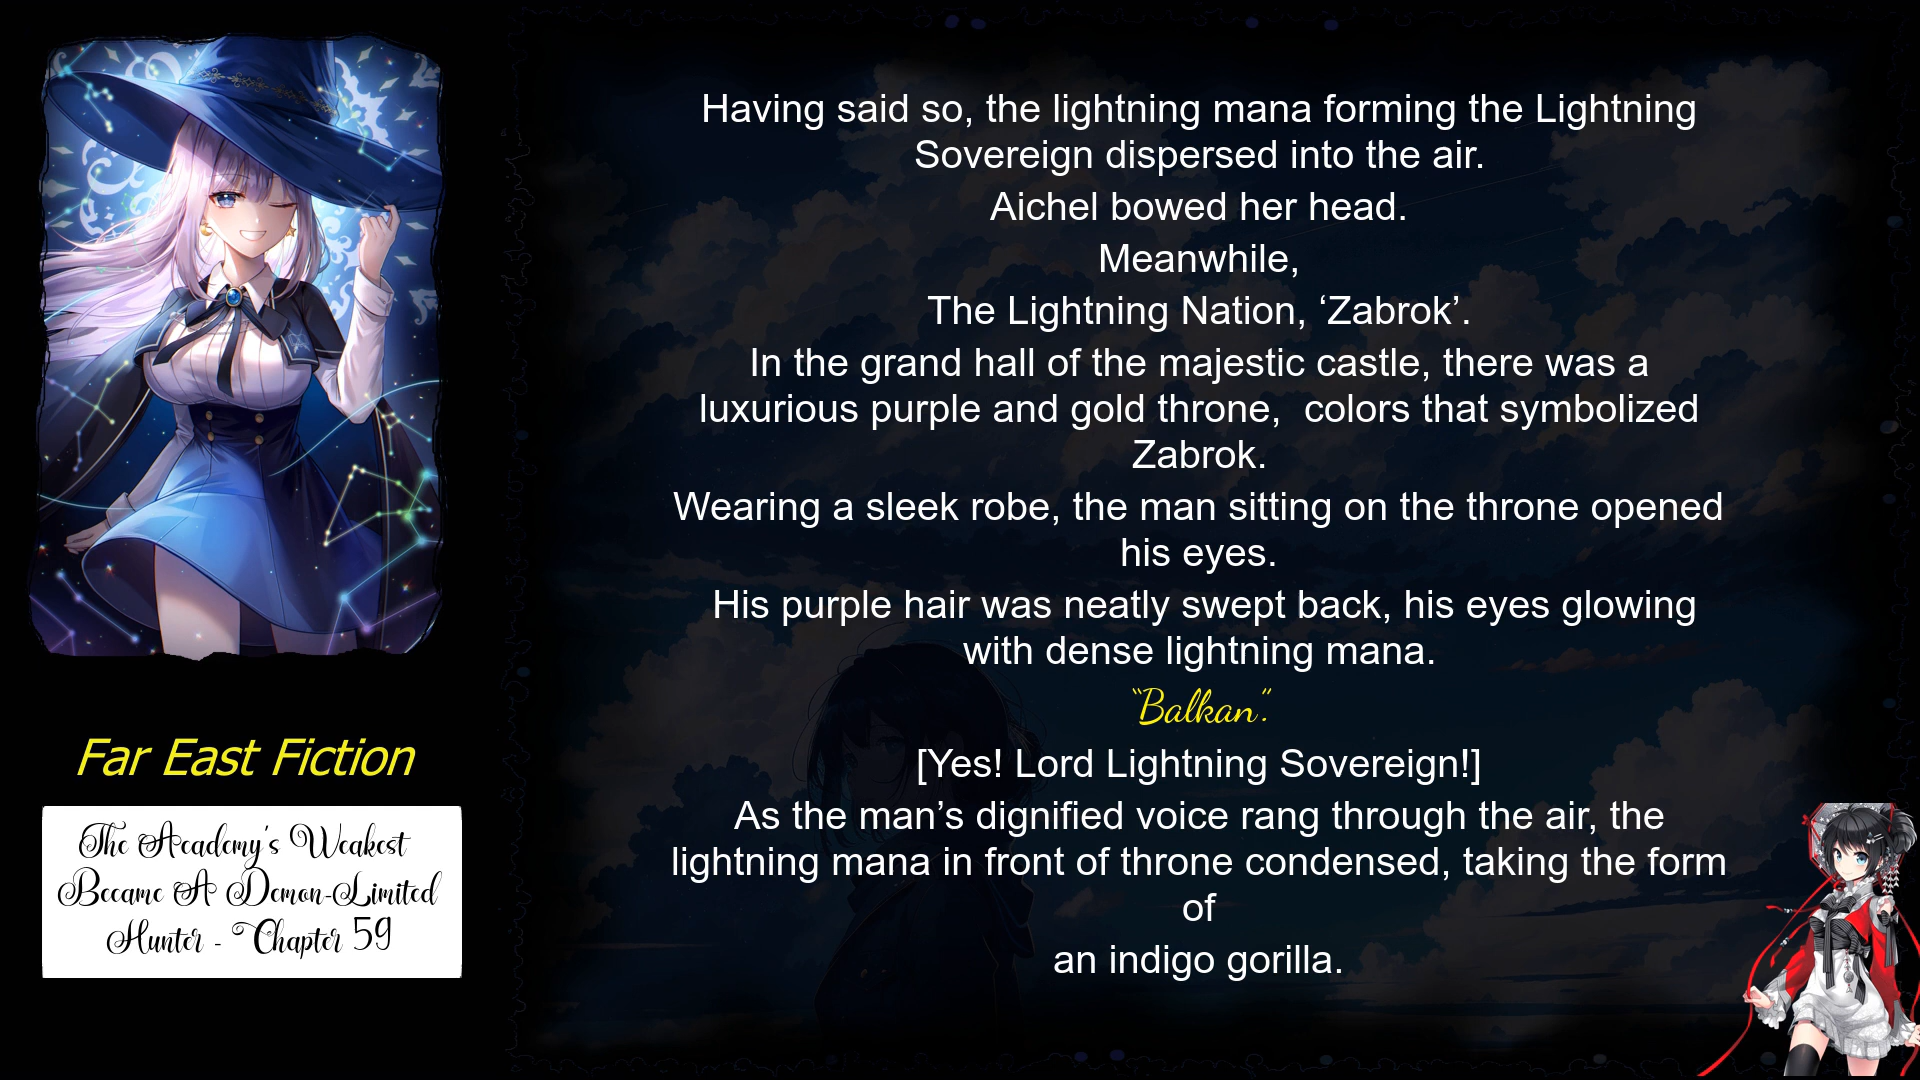 Having said so, the lightning mana forming the Lightning
Sovereign dispersed into the air.
Aichel bowed her head.
Meanwhile,
The Lightning Nation, ‘Zabrok’.
In the grand hall of the majestic castle, there was a
luxurious purple and gold throne,  colors that symbolized
Zabrok.
Wearing a sleek robe, the man sitting on the throne opened
his eyes.
His purple hair was neatly swept back, his eyes glowing
with dense lightning mana.
“Balkan”.
[Yes! Lord Lightning Sovereign!]
As the man’s dignified voice rang through the air, the
lightning mana in front of throne condensed, taking the form
of
an indigo gorilla.
Far East Fiction
The Academy's Weakest
Became A Demon-Limited
Hunter - Chapter 59